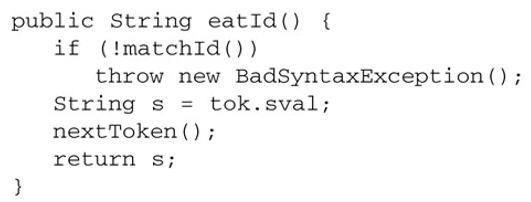 public String eatId() {
   if (!matchId())
      throw new BadSyntaxException();
   String s = tok.sval;
   nextToken();
   return s;
}